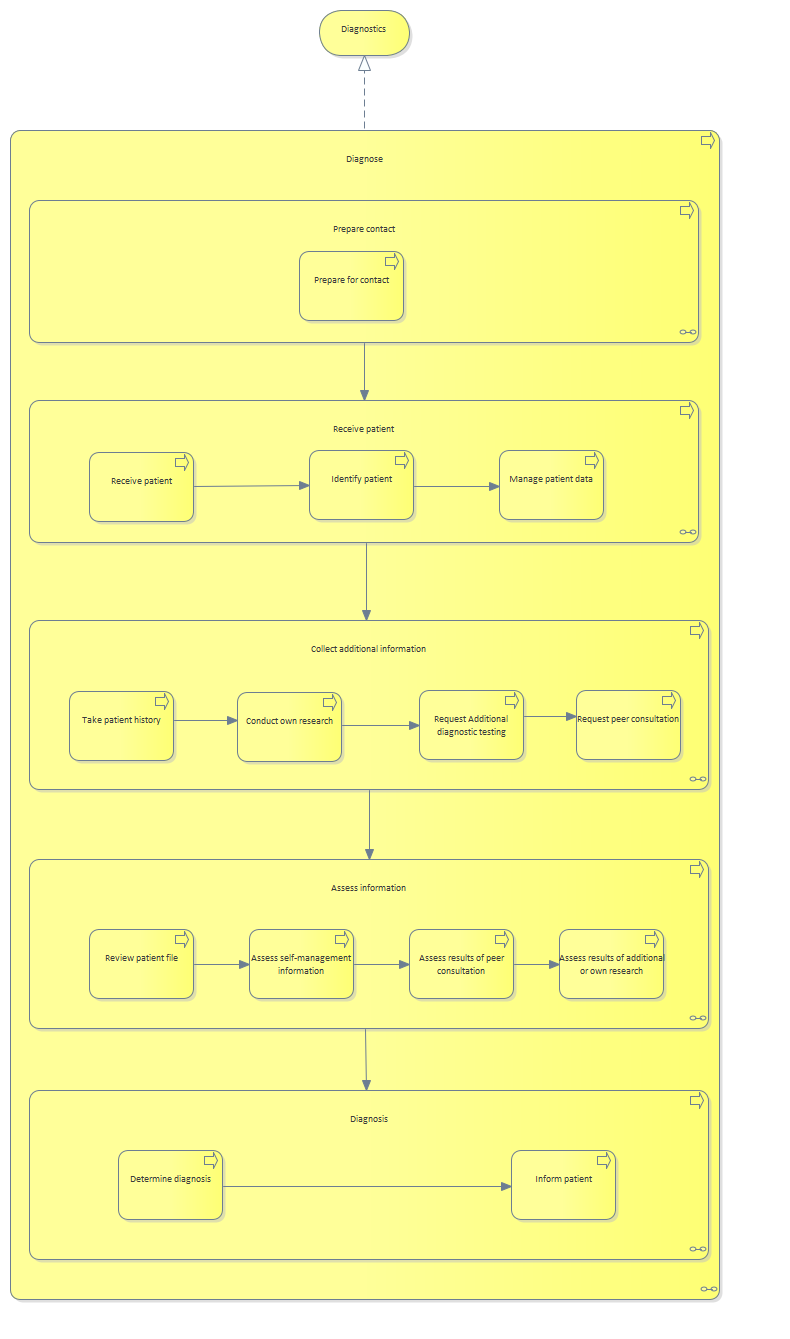 Diagnostics
Diagnose
Prepare contact
Prepare for contact
Receive patient
Receive patient
Identify patient
Manage patient data
Collect additional information
Take patient history
Conduct own research
Request Additional
diagnostic testing
Request peer consultation
Assess information
Review patient file
Assess self-management
information
Assess results of peer
consultation
Assess results of additional
or own research
Diagnosis
Determine diagnosis
Inform patient